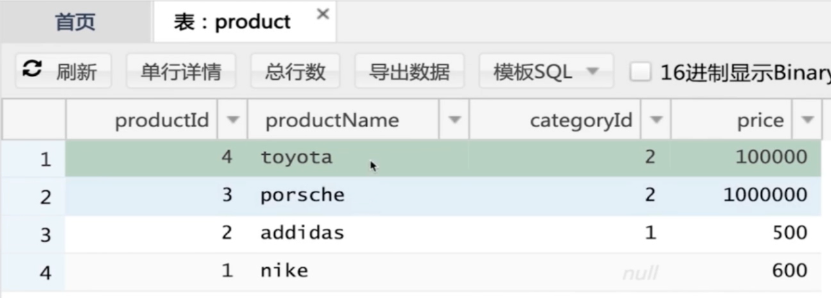 首页 表：product ×
刷新 单行详情 总行数 导出数据 模板SQL 16进制显示Binary
productId productName categoryId price
1 4 toyota 2 100000
2 3 porsche 2 1000000
3 2 addidas 1 500
4 1 nike null 600